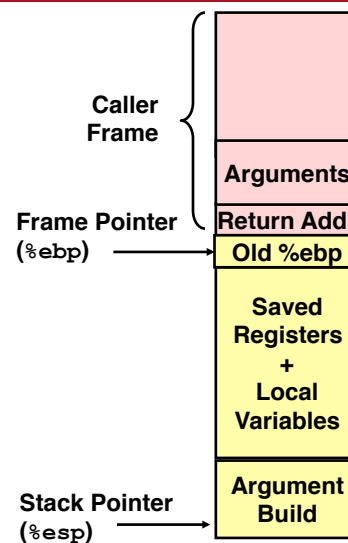 Caller
Frame
Arguments
Return Add
Frame Pointer
(%ebp)
Old %ebp
Saved
Registers
+
Local
Variables
Argument
Build
Stack Pointer
(%esp)